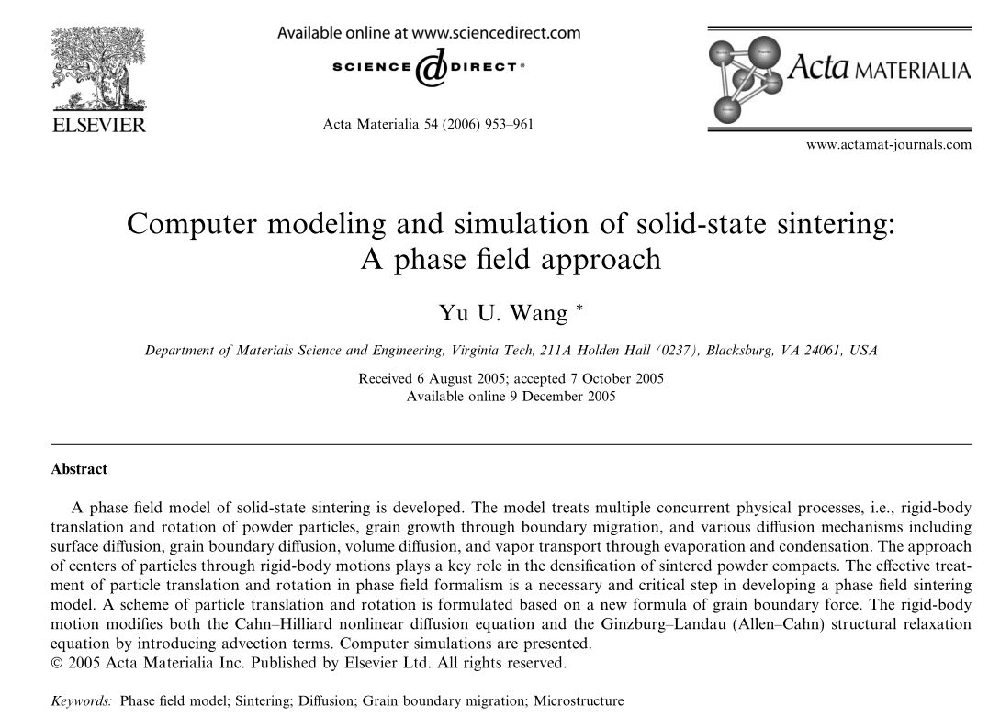 Available online at www.sciencedirect.com
SCIENCE DIRECT®
ELSEVIER
Acta Materialia 54 (2006) 953–961
Acta MATERIALIA
www.actamat-journals.com
Computer modeling and simulation of solid-state sintering:
A phase field approach
Yu U. Wang *
Department of Materials Science and Engineering, Virginia Tech, 211A Holden Hall (0237), Blacksburg, VA 24061, USA
Received 6 August 2005; accepted 7 October 2005
Available online 9 December 2005
Abstract
A phase field model of solid-state sintering is developed. The model treats multiple concurrent physical processes, i.e., rigid-body
translation and rotation of powder particles, grain growth through boundary migration, and various diffusion mechanisms including
surface diffusion, grain boundary diffusion, volume diffusion, and vapor transport through evaporation and condensation. The approach
of centers of particles through rigid-body motions plays a key role in the densification of sintered powder compacts. The effective treat-
ment of particle translation and rotation in phase field formalism is a necessary and critical step in developing a phase field sintering
model. A scheme of particle translation and rotation is formulated based on a new formula of grain boundary force. The rigid-body
motion modifies both the Cahn–Hilliard nonlinear diffusion equation and the Ginzburg–Landau (Allen–Cahn) structural relaxation
equation by introducing advection terms. Computer simulations are presented.
© 2005 Acta Materialia Inc. Published by Elsevier Ltd. All rights reserved.
Keywords: Phase field model; Sintering; Diffusion; Grain boundary migration; Microstructure